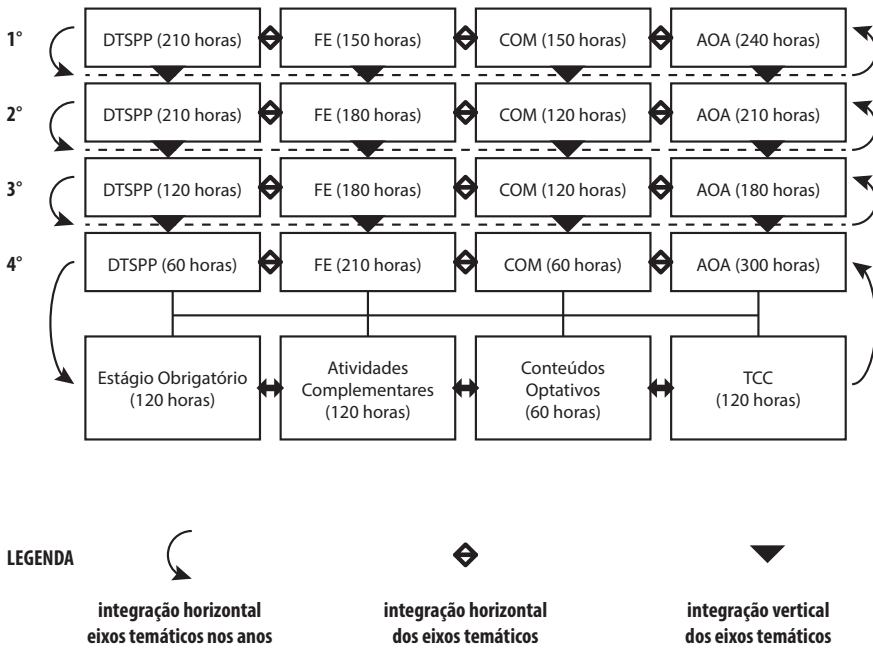 1°
DTSPP (210 horas)
FE (150 horas)
COM (150 horas)
AOA (240 horas)
2°
DTSPP (210 horas)
FE (180 horas)
COM (120 horas)
AOA (210 horas)
3°
DTSPP (120 horas)
FE (180 horas)
COM (120 horas)
AOA (180 horas)
4°
DTSPP (60 horas)
FE (210 horas)
COM (60 horas)
AOA (300 horas)
Estágio Obrigatório
(120 horas)
Atividades
Complementares
(120 horas)
Conteúdos
Optativos
(60 horas)
TCC
(120 horas)
LEGENDA
integração horizontal
eixos temáticos nos anos
integração horizontal
dos eixos temáticos
integração vertical
dos eixos temáticos